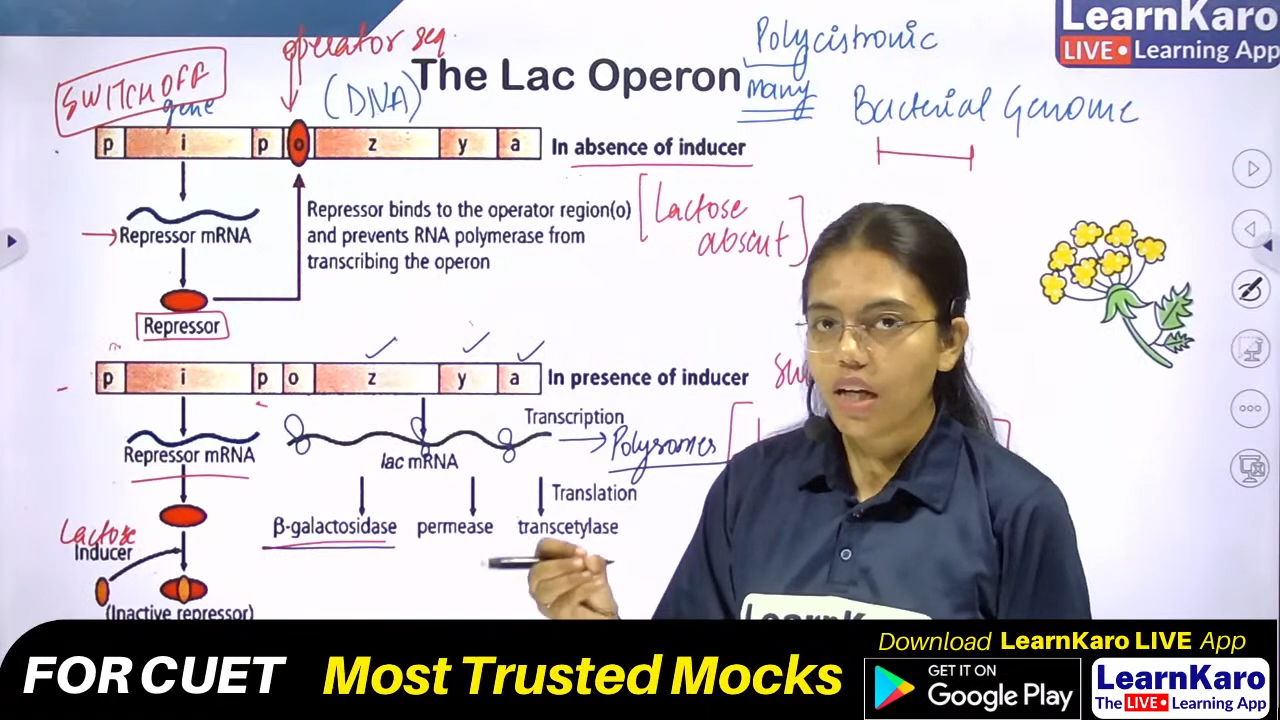 LearnKaro
LIVE Learning App
operator seq.
Polycistronic
SWITCH OFF
The Lac Operon
(DNA)
many
gene
Bacterial Genome
p i p o z y a
In absence of inducer
Repressor binds to the operator region(o)
and prevents RNA polymerase from
transcribing the operon
[Lactose
absent]
Repressor mRNA
Repressor
p i p o z y a
In presence of inducer
Transcription
Polysomes
Repressor mRNA
lac mRNA
Translation
β-galactosidase permease transcetylase
Lactose
Inducer
(Inactive repressor)
LearnKaro
FOR CUET Most Trusted Mocks
Download LearnKaro LIVE App
GET IT ON
Google Play
LearnKaro
The LIVE Learning App